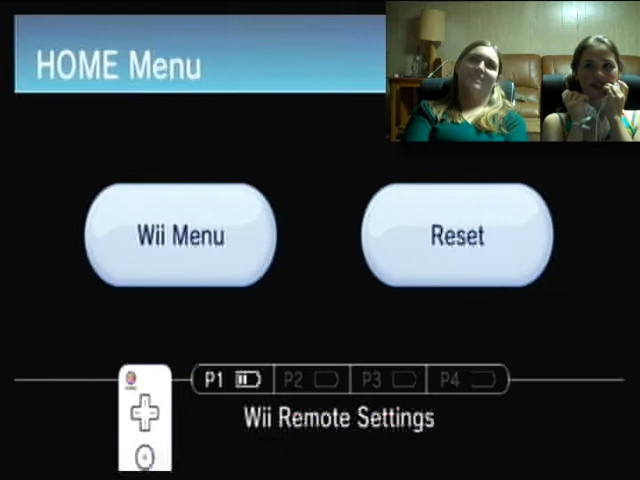 HOME Menu
Wii Menu
Reset
P1 P2 P3 P4
Wii Remote Settings